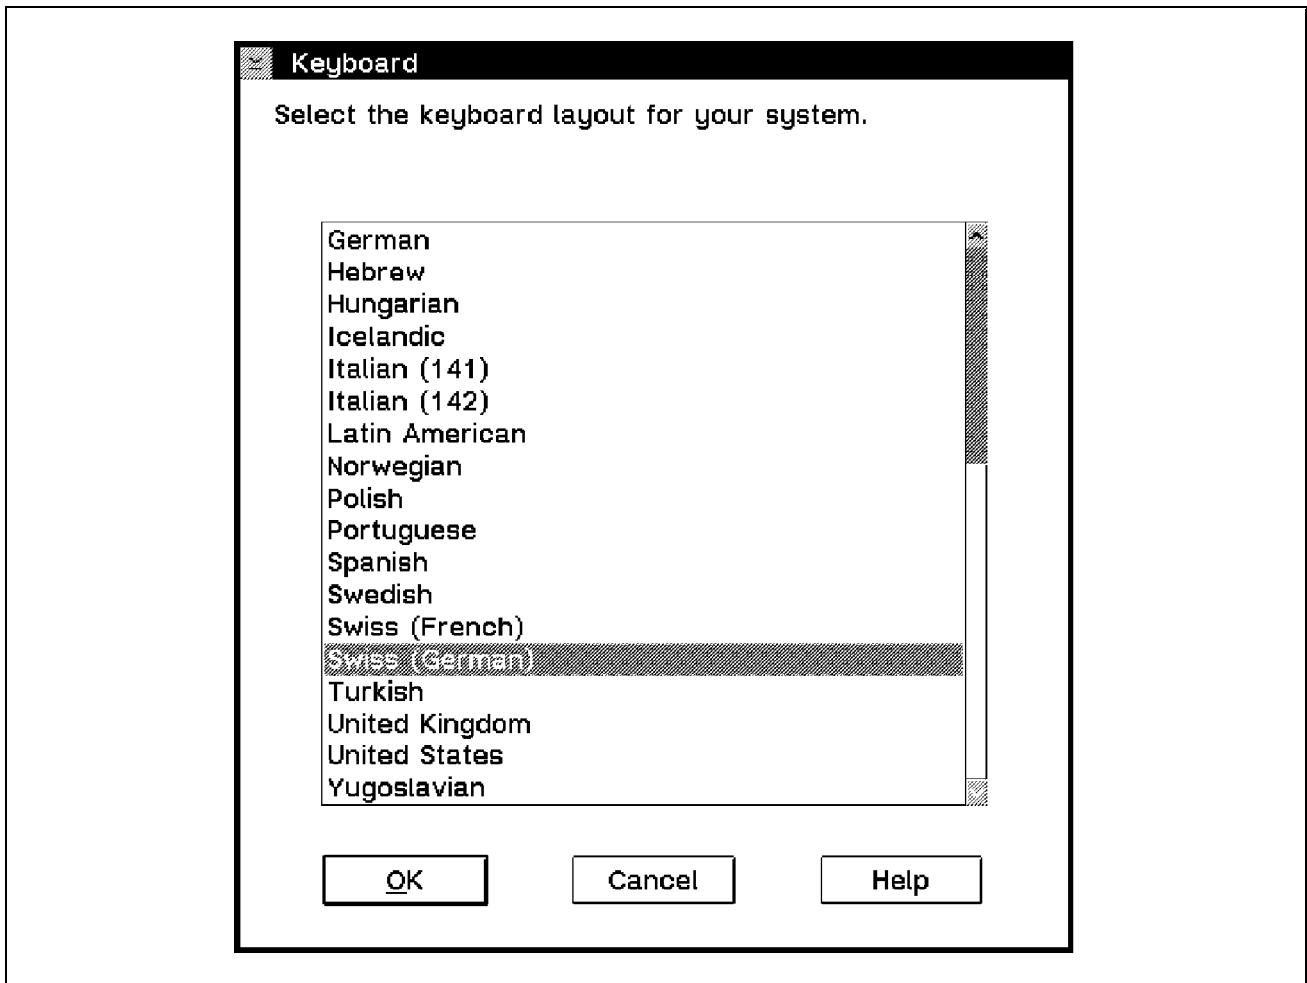 Keyboard
Select the keyboard layout for your system.
German
Hebrew
Hungarian
Icelandic
Italian (141)
Italian (142)
Latin American
Norwegian
Polish
Portuguese
Spanish
Swedish
Swiss (French)
Swiss (German)
Turkish
United Kingdom
United States
Yugoslavian
OK Cancel Help